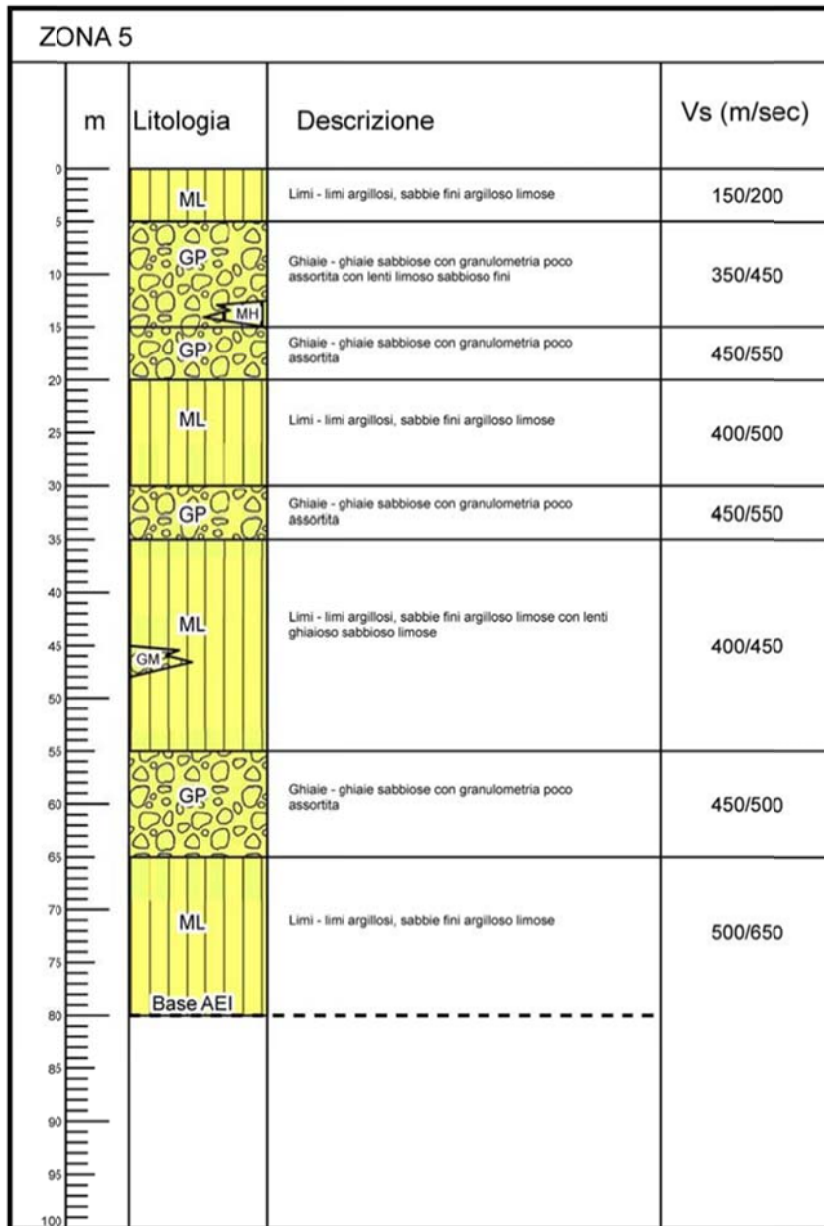 ZONA 5
m
Litologia
Descrizione
Vs (m/sec)
0
ML
Limi - limi argillosi, sabbie fini argilloso limose
150/200
5
GP
Ghiaie - ghiaie sabbiose con granulometria poco
assortita con lenti limoso sabbioso fini
350/450
10
MH
15
GP
Ghiaie - ghiaie sabbiose con granulometria poco
assortita
450/550
20
ML
Limi - limi argillosi, sabbie fini argilloso limose
400/500
25
30
GP
Ghiaie - ghiaie sabbiose con granulometria poco
assortita
450/550
35
40
ML
Limi - limi argillosi, sabbie fini argilloso limose con lenti
ghiaioso sabbioso limose
400/450
45
GM
50
55
GP
Ghiaie - ghiaie sabbiose con granulometria poco
assortita
450/500
60
65
70
ML
Limi - limi argillosi, sabbie fini argilloso limose
500/650
75
Base AEI
80
85
90
95
100